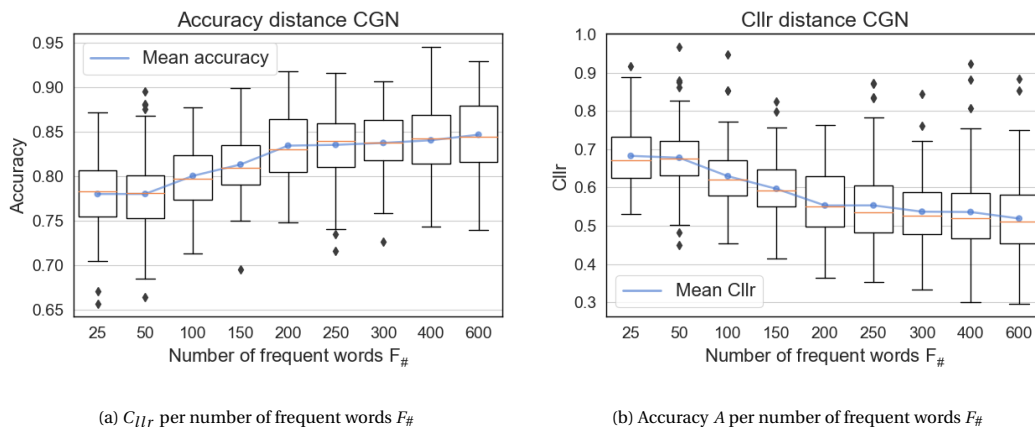 Accuracy distance CGN
0.95
0.90
0.85
0.80
0.75
0.70
0.65
Accuracy
Mean accuracy
25 50 100 150 200 250 300 400 600
Number of frequent words F#
(a) Cllr per number of frequent words F#
Cllr distance CGN
1.0
0.9
0.8
0.7
0.6
0.5
0.4
0.3
Cllr
Mean Cllr
25 50 100 150 200 250 300 400 600
Number of frequent words F#
(b) Accuracy A per number of frequent words F#